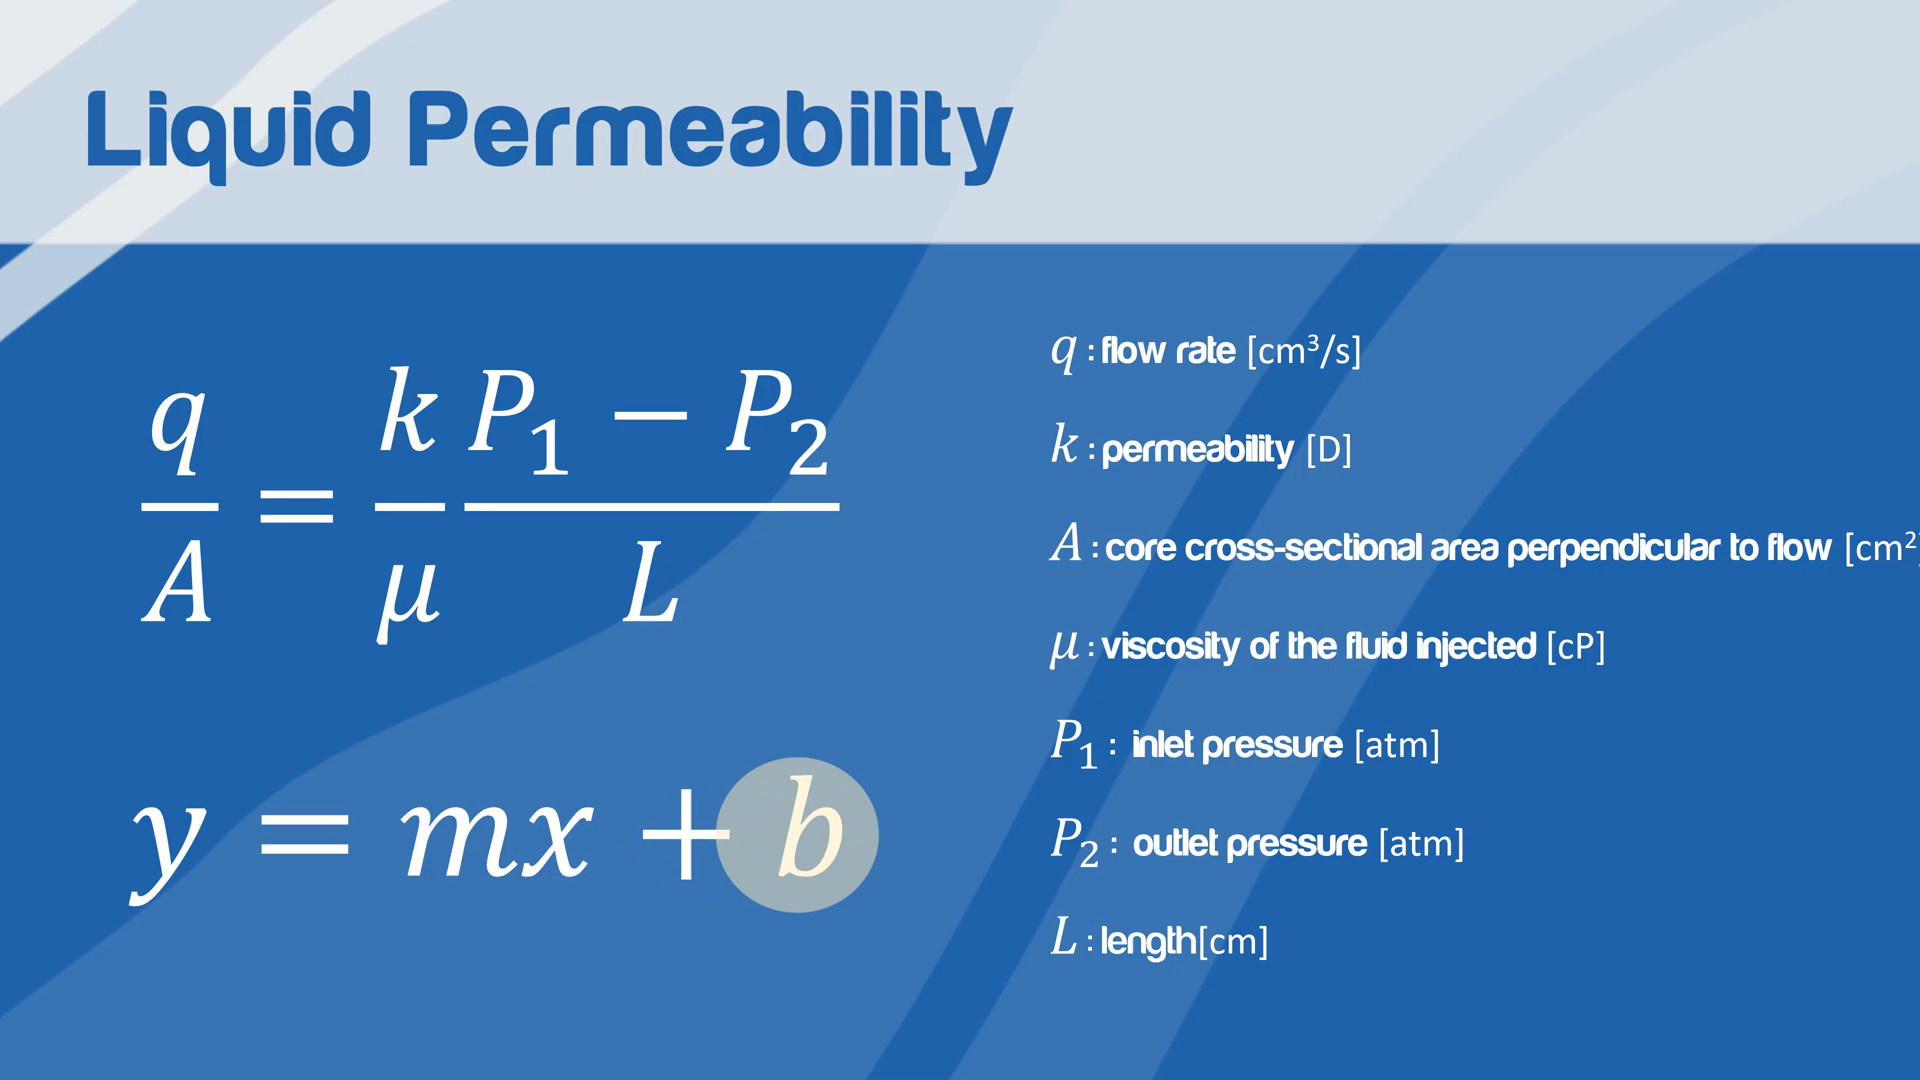 Liquid Permeability
q/A = k/μ (P₁ − P₂)/L
y = mx + b
q : flow rate [cm³/s]
k : permeability [D]
A : core cross-sectional area perpendicular to flow [cm²]
μ : viscosity of the fluid injected [cP]
P₁ : inlet pressure [atm]
P₂ : outlet pressure [atm]
L : length[cm]